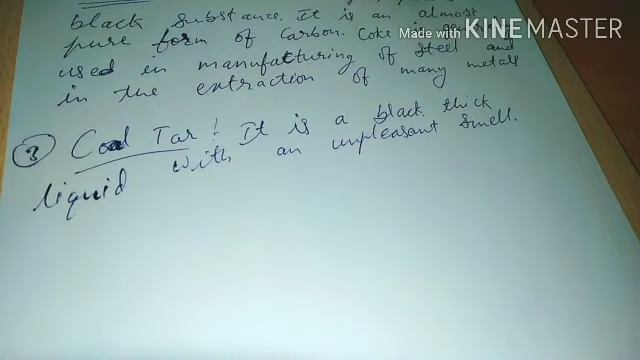 black substance. It is an almost
pure form of Carbon. Coke is
used in manufacturing of Steel and
in the extraction of many metals
③ Coal Tar! It is a black thick
liquid with an unpleasant smell.
Made with KINEMASTER